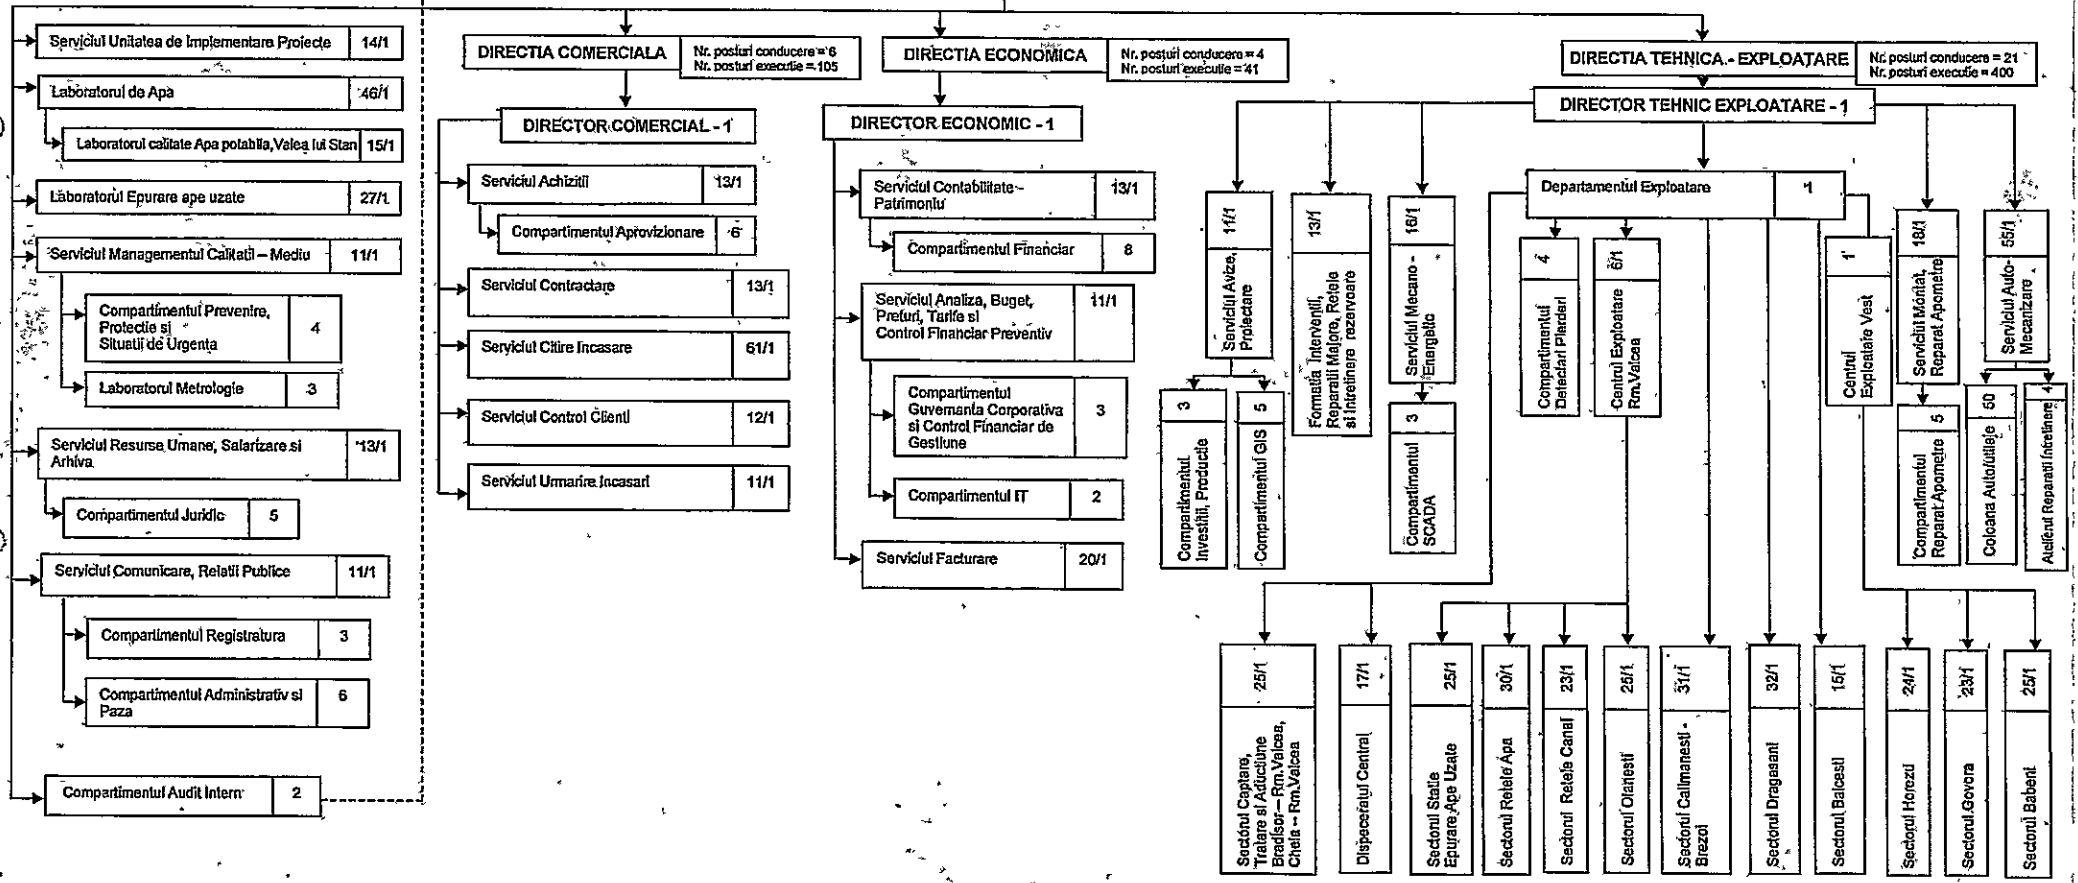 Serviciul Unitatea de Implementare Proiecte 14/1
Laboratorul de Apa 46/1
Laboratorul calitate Apa potabila, Valea lui Stan 15/1
Laboratorul Epurare ape uzate 27/1
Serviciul Managementul Calitatii – Mediu 11/1
Compartimentul Prevenire,
Protectie si
Situatii de Urgenta
4
Laboratorul Metrologie 3
Serviciul Resurse Umane, Salarizare si
Arhiva
13/1
Compartimentul Juridic 5
Serviciul Comunicare, Relatii Publice 11/1
Compartimentul Registratura 3
Compartimentul Administrativ si
Paza
6
Compartimentul Audit Intern 2
DIRECTIA COMERCIALA
Nr. posturi conducere = 6
Nr. posturi executie = 105
DIRECTOR COMERCIAL - 1
Serviciul Achizitii 13/1
Compartimentul Aprovizionare 6
Serviciul Contractare 13/1
Serviciul Citire Incasare 61/1
Serviciul Control Clienti 12/1
Serviciul Urmarire Incasari 11/1
DIRECTIA ECONOMICA
Nr. posturi conducere = 4
Nr. posturi executie = 41
DIRECTOR ECONOMIC - 1
Serviciul Contabilitate –
Patrimoniu
13/1
Compartimentul Financiar 8
Serviciul Analiza, Buget,
Preturi, Tarife si
Control Financiar Preventiv
11/1
Compartimentul
Guvernanta Corporativa
si Control Financiar de
Gestiune
3
Compartimentul IT 2
Serviciul Facturare 20/1
DIRECTIA TEHNICA - EXPLOATARE
Nr. posturi conducere = 21
Nr. posturi executie = 400
DIRECTOR TEHNIC EXPLOATARE - 1
Departamentul Exploatare 1
Serviciul Avize,
Proiectare
11/1
Compartimentul
Investitii, Productie
3
Compartimentul GIS 5
Formatia Interventii,
Reparatii Majore, Retele
si Intretinere rezervoare
13/1
Serviciul Mecano -
Energetic
16/1
Compartimentul
SCADA
3
Compartimentul
Detectari Pierderi
4
Centrul Exploatare
Rm.Valcea
6/1
Centrul
Exploatare Vest
1
Serviciul Montat,
Reparat Apometre
18/1
Compartimentul
Reparat Apometre
5
Serviciul Auto-
Mecanizare
55/1
Coloana Auto/utilaje 50
Atelierul Reparatii Intretinere 4
Sectorul Captare,
Tratare si Aductiune
Bradisor – Rm.Valcea,
Cheia – Rm.Valcea
25/1
Dispeceratul Central 17/1
Sectorul Statie
Epurare Ape Uzate
25/1
Sectorul Retele Apa 30/1
Sectorul Retele Canal 23/1
Sectorul Olanesti 25/1
Sectorul Calimanesti -
Brezoi
31/1
Sectorul Dragasani 32/1
Sectorul Balcesti 15/1
Sectorul Horezu 24/1
Sectorul Govora 23/1
Sectorul Babeni 25/1